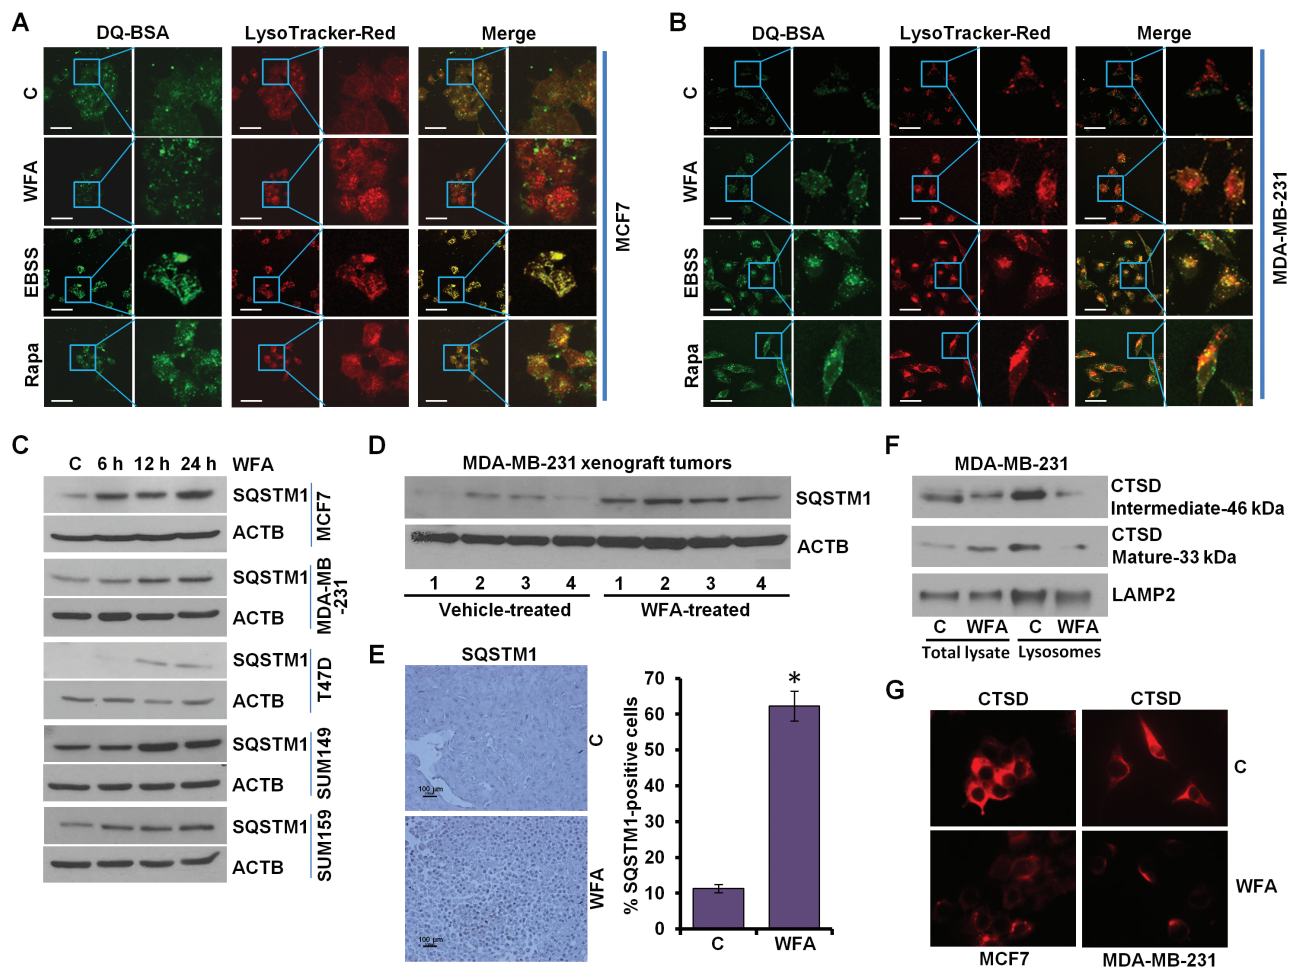 A
DQ-BSA LysoTracker-Red Merge
C
WFA
EBSS
Rapa
MCF7
B
DQ-BSA LysoTracker-Red Merge
C
WFA
EBSS
Rapa
MDA-MB-231
C
C 6 h 12 h 24 h WFA
SQSTM1
ACTB
MCF7
SQSTM1
ACTB
MDA-MB
-231
SQSTM1
ACTB
T47D
SQSTM1
ACTB
SUM149
SQSTM1
ACTB
SUM159
D
MDA-MB-231 xenograft tumors
SQSTM1
ACTB
1 2 3 4 1 2 3 4
Vehicle-treated WFA-treated
E
SQSTM1
C
100 µm
WFA
100 µm
% SQSTM1-positive cells
70
60
50
40
30
20
10
0
*
C WFA
F
MDA-MB-231
CTSD
Intermediate-46 kDa
CTSD
Mature-33 kDa
LAMP2
C WFA C WFA
Total lysate Lysosomes
G
CTSD CTSD
C
WFA
MCF7 MDA-MB-231